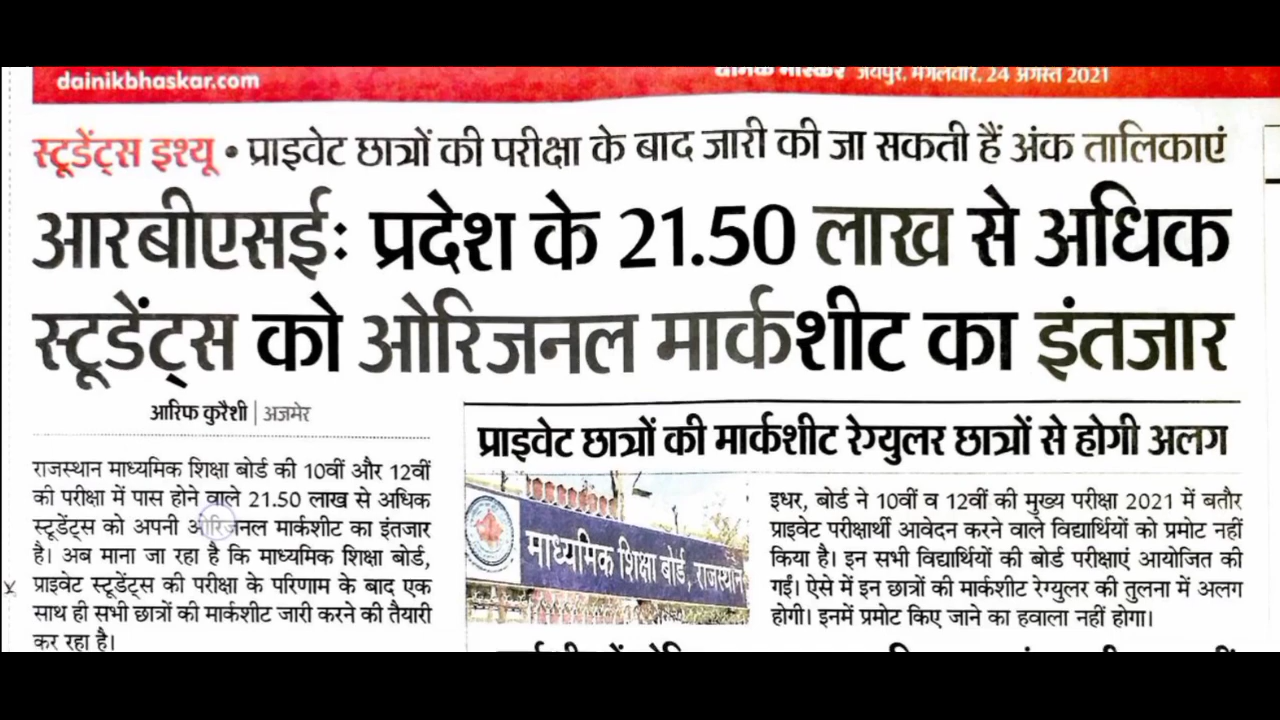 dainikbhaskar.com
दैनिक भास्कर जयपुर, मंगलवार, 24 अगस्त 2021
स्टूडेंट्स इश्यू • प्राइवेट छात्रों की परीक्षा के बाद जारी की जा सकती हैं अंक तालिकाएं
आरबीएसई: प्रदेश के 21.50 लाख से अधिक
स्टूडेंट्स को ओरिजनल मार्कशीट का इंतजार
आरिफ कुरैशी | अजमेर
राजस्थान माध्यमिक शिक्षा बोर्ड की 10वीं और 12वीं
की परीक्षा में पास होने वाले 21.50 लाख से अधिक
स्टूडेंट्स को अपनी ओरिजनल मार्कशीट का इंतजार
है। अब माना जा रहा है कि माध्यमिक शिक्षा बोर्ड,
प्राइवेट स्टूडेंट्स की परीक्षा के परिणाम के बाद एक
साथ ही सभी छात्रों की मार्कशीट जारी करने की तैयारी
कर रहा है।
प्राइवेट छात्रों की मार्कशीट रेग्युलर छात्रों से होगी अलग
माध्यमिक शिक्षा बोर्ड, राजस्थान
इधर, बोर्ड ने 10वीं व 12वीं की मुख्य परीक्षा 2021 में बतौर
प्राइवेट परीक्षार्थी आवेदन करने वाले विद्यार्थियों को प्रमोट नहीं
किया है। इन सभी विद्यार्थियों की बोर्ड परीक्षाएं आयोजित की
गईं। ऐसे में इन छात्रों की मार्कशीट रेग्युलर की तुलना में अलग
होगी। इनमें प्रमोट किए जाने का हवाला नहीं होगा।